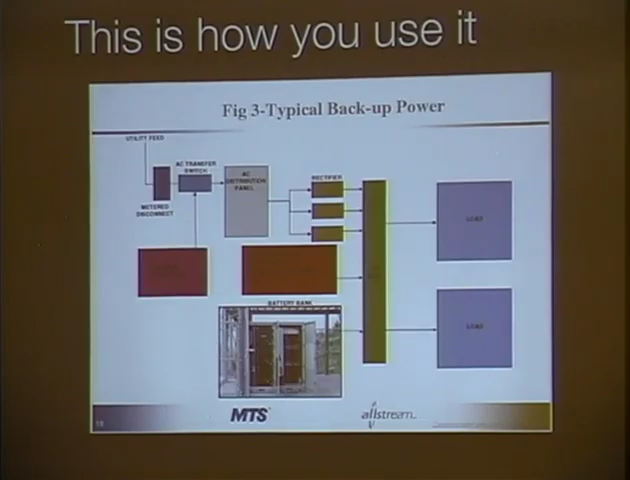 This is how you use it
Fig 3-Typical Back-up Power
UTILITY FEED
AC TRANSFER
SWITCH
AC
DISTRIBUTION
PANEL
RECTIFIER
METERED
DISCONNECT
LOAD
BATTERY BANK
LOAD
18
MTS
allstream